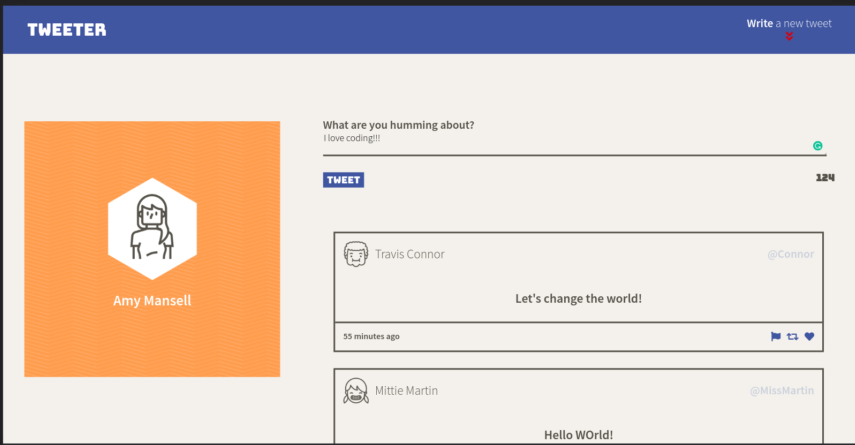 TWEETER
Write a new tweet
Amy Mansell
What are you humming about?
I love coding!!!
TWEET
124
Travis Connor
@Connor
Let's change the world!
55 minutes ago
Mittie Martin
@MissMartin
Hello WOrld!